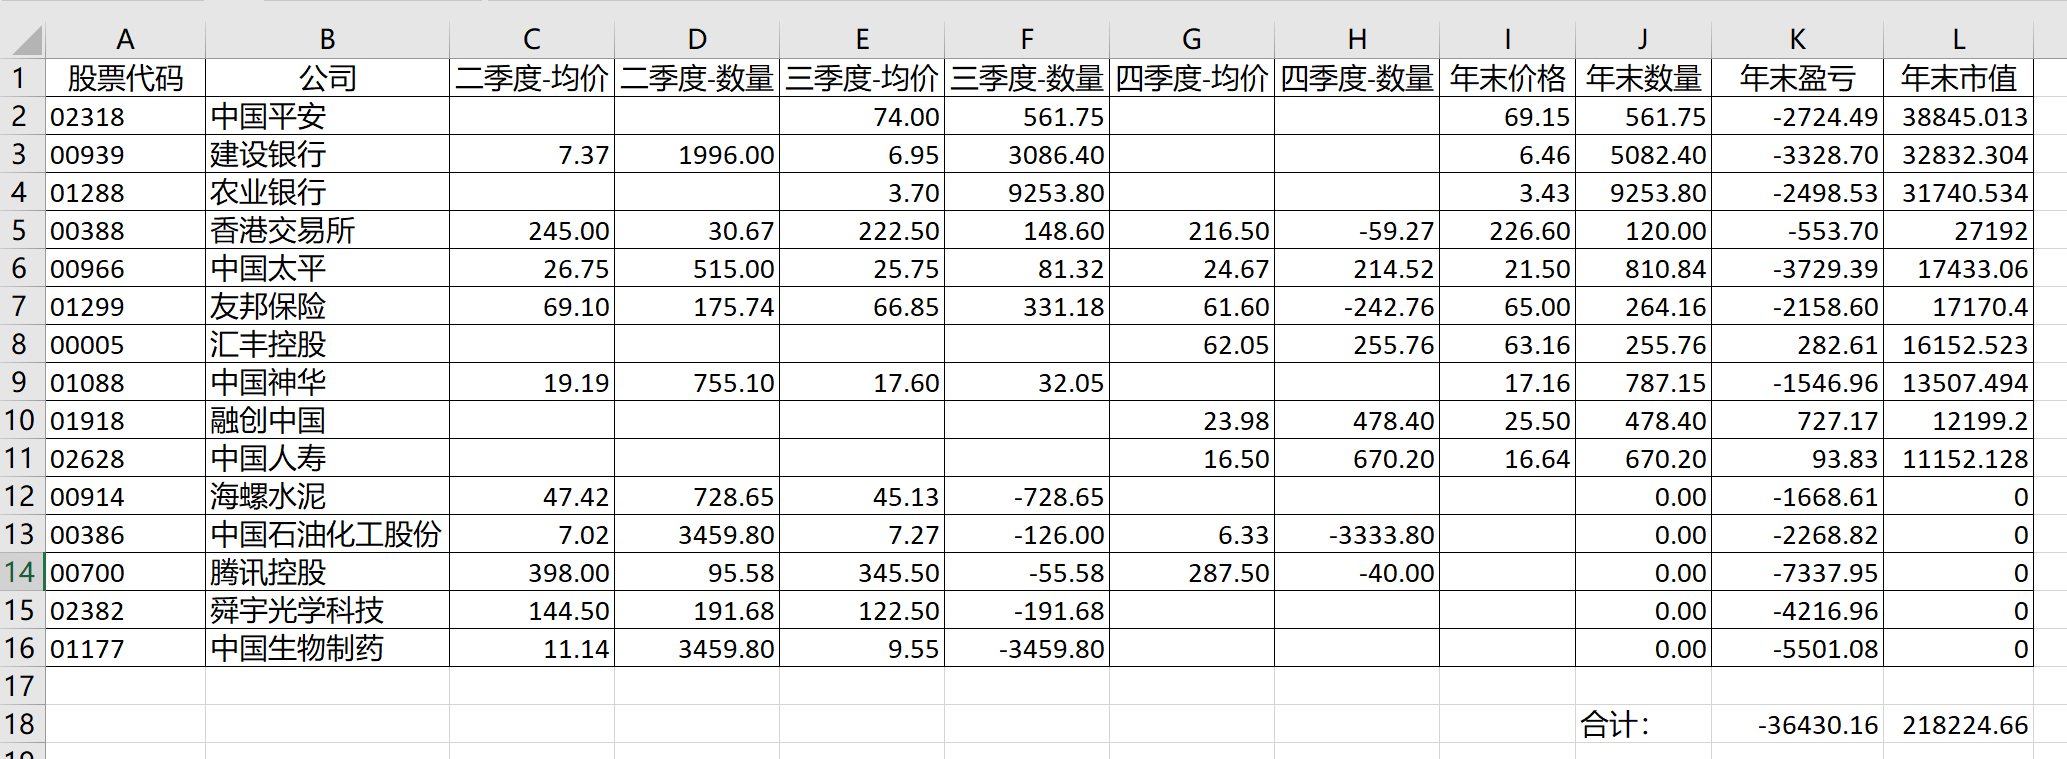 A B C D E F G H I J K L
1 股票代码 公司 二季度-均价 二季度-数量 三季度-均价 三季度-数量 四季度-均价 四季度-数量 年末价格 年末数量 年末盈亏 年末市值
2 02318 中国平安 74.00 561.75 69.15 561.75 -2724.49 38845.013
3 00939 建设银行 7.37 1996.00 6.95 3086.40 6.46 5082.40 -3328.70 32832.304
4 01288 农业银行 3.70 9253.80 3.43 9253.80 -2498.53 31740.534
5 00388 香港交易所 245.00 30.67 222.50 148.60 216.50 -59.27 226.60 120.00 -553.70 27192
6 00966 中国太平 26.75 515.00 25.75 81.32 24.67 214.52 21.50 810.84 -3729.39 17433.06
7 01299 友邦保险 69.10 175.74 66.85 331.18 61.60 -242.76 65.00 264.16 -2158.60 17170.4
8 00005 汇丰控股 62.05 255.76 63.16 255.76 282.61 16152.523
9 01088 中国神华 19.19 755.10 17.60 32.05 17.16 787.15 -1546.96 13507.494
10 01918 融创中国 23.98 478.40 25.50 478.40 727.17 12199.2
11 02628 中国人寿 16.50 670.20 16.64 670.20 93.83 11152.128
12 00914 海螺水泥 47.42 728.65 45.13 -728.65 0.00 -1668.61 0
13 00386 中国石油化工股份 7.02 3459.80 7.27 -126.00 6.33 -3333.80 0.00 -2268.82 0
14 00700 腾讯控股 398.00 95.58 345.50 -55.58 287.50 -40.00 0.00 -7337.95 0
15 02382 舜宇光学科技 144.50 191.68 122.50 -191.68 0.00 -4216.96 0
16 01177 中国生物制药 11.14 3459.80 9.55 -3459.80 0.00 -5501.08 0
17
18 合计： -36430.16 218224.66